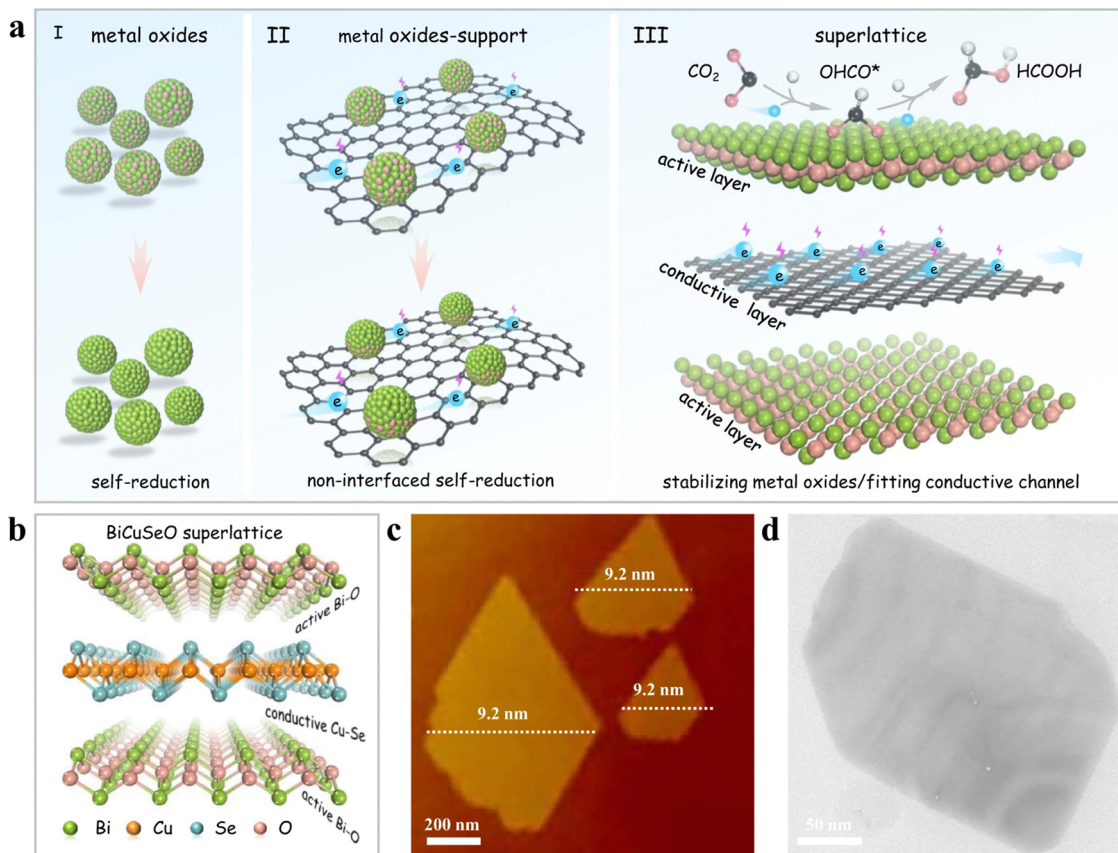 a
I
metal oxides
II
metal oxides-support
III
superlattice
CO₂
OHCO*
HCOOH
e
e
e
e
active layer
e
e
e
e
e
e
e
e
conductive layer
e
e
e
e
active layer
self-reduction
non-interfaced self-reduction
stabilizing metal oxides/fitting conductive channel
b
BiCuSeO superlattice
active Bi-O
conductive Cu-Se
active Bi-O
Bi
Cu
Se
O
c
9.2 nm
9.2 nm
9.2 nm
200 nm
d
50 nm